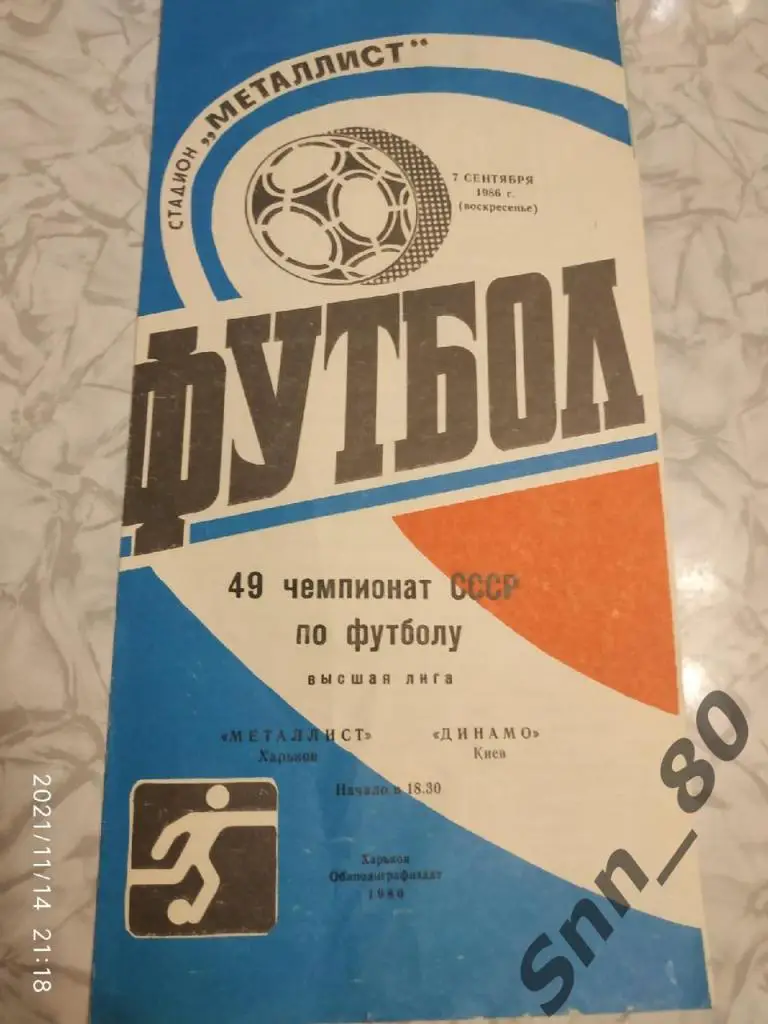 СТАДИОН „МЕТАЛЛИСТ“
7 СЕНТЯБРЯ
1986 г.
(воскресенье)
ФУТБОЛ
49 чемпионат СССР
по футболу
высшая лига
«МЕТАЛЛИСТ» «ДИНАМО»
Харьков Киев
Начало в 18.30
Харьков
Облполиграфиздат
1986
2021/11/14 21:18
Snn_80